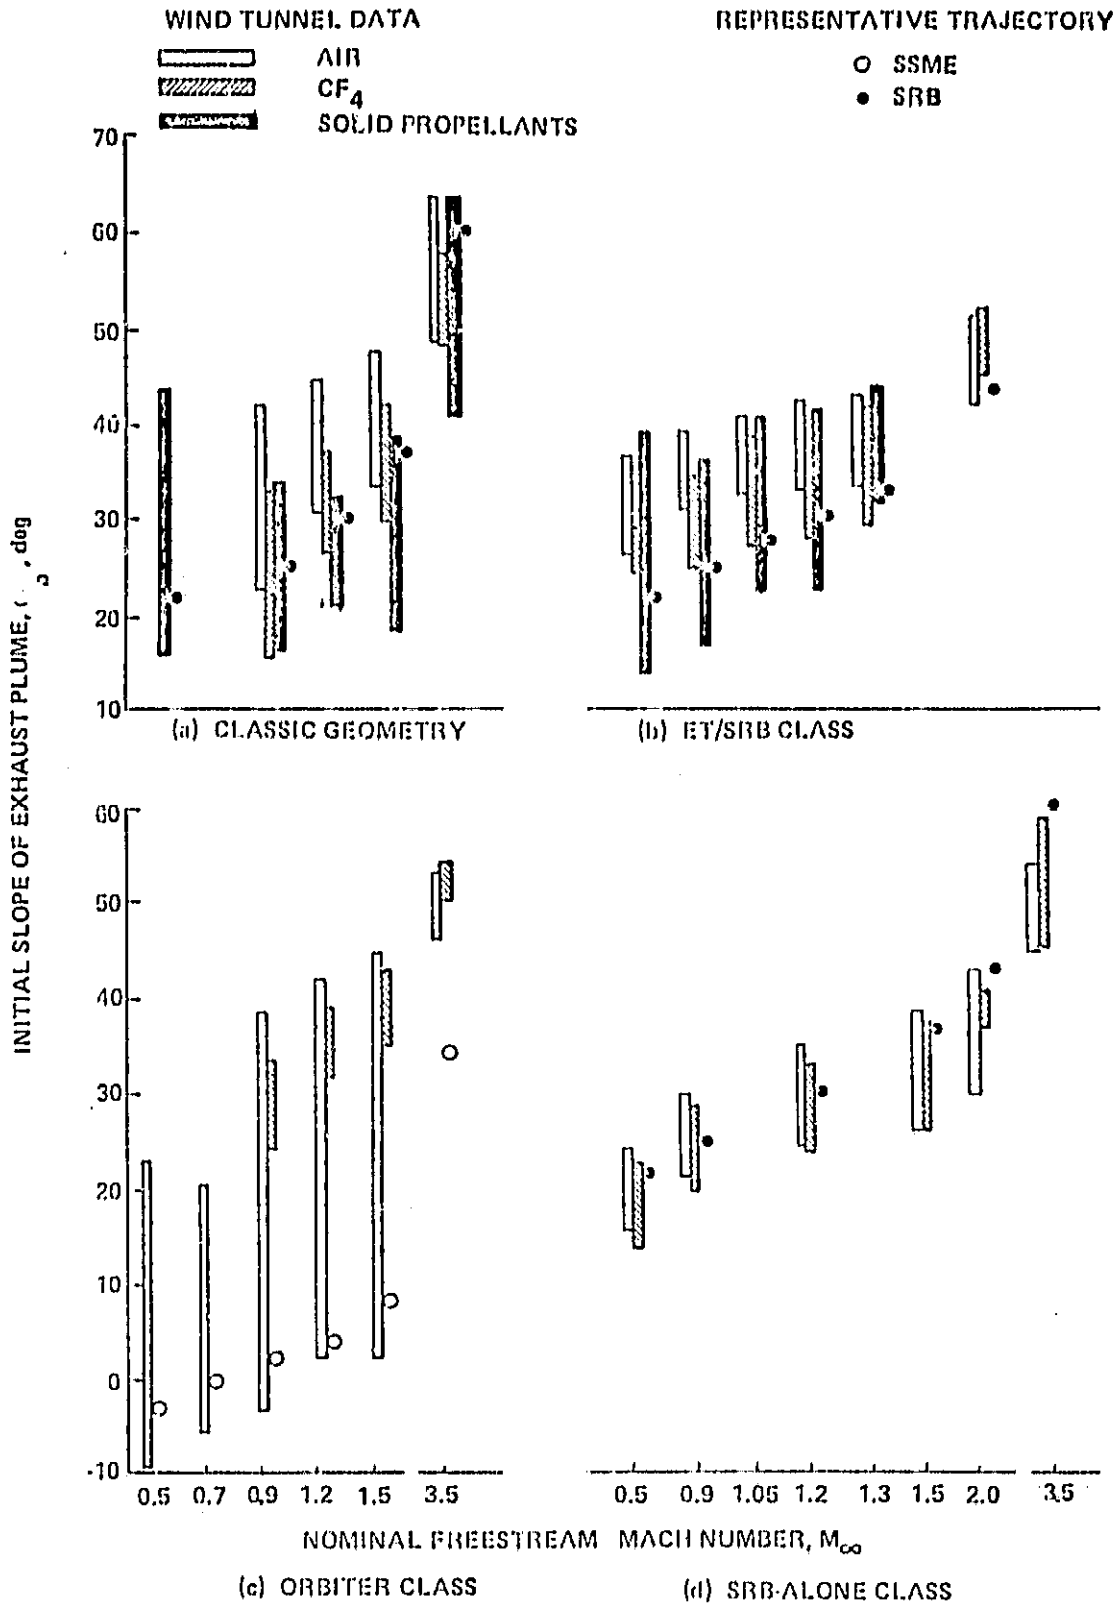 WIND TUNNEL DATA
AIR
CF4
SOLID PROPELLANTS
REPRESENTATIVE TRAJECTORY
SSME
SRB
INITIAL SLOPE OF EXHAUST PLUME, , deg
70
60
50
40
30
20
10
(a) CLASSIC GEOMETRY
(b) ET/SRB CLASS
60
50
40
30
20
10
0
-10
0.5 0.7 0.9 1.2 1.5 3.5
0.5 0.9 1.05 1.2 1.3 1.5 2.0 3.5
NOMINAL FREESTREAM MACH NUMBER, M∞
(c) ORBITER CLASS
(d) SRB-ALONE CLASS